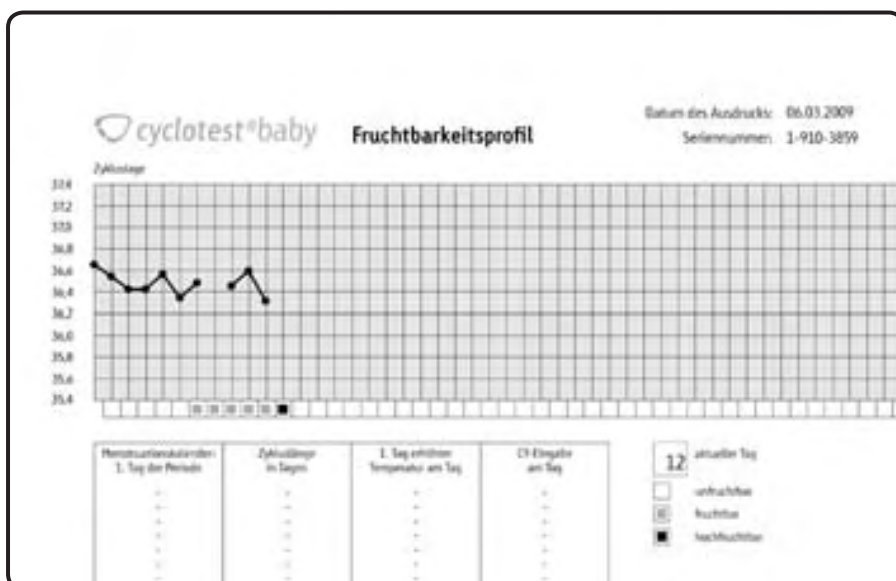 cyclotest®baby
Fruchtbarkeitsprofil
Datum des Ausdrucks: 06.03.2009
Seriennummer: 1-910-3859
Zyklustage
37,4
37,2
37,0
36,8
36,6
36,4
36,2
36,0
35,8
35,6
35,4
Menstruationskalender:
1. Tag der Periode
Zykluslänge
in Tagen
1. Tag erhöhter
Temperatur am Tag
LH-Eingabe
am Tag
12 aktueller Tag
unfruchtbar
fruchtbar
hochfruchtbar